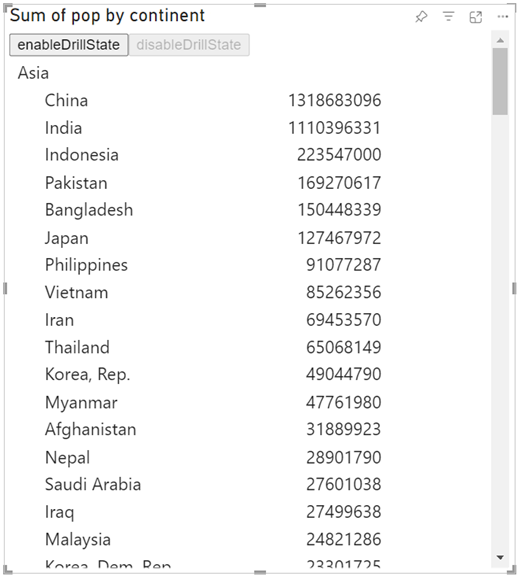 Sum of pop by continent
enableDrillState disableDrillState
Asia
China 1318683096
India 1110396331
Indonesia 223547000
Pakistan 169270617
Bangladesh 150448339
Japan 127467972
Philippines 91077287
Vietnam 85262356
Iran 69453570
Thailand 65068149
Korea, Rep. 49044790
Myanmar 47761980
Afghanistan 31889923
Nepal 28901790
Saudi Arabia 27601038
Iraq 27499638
Malaysia 24821286
Korea, Dem. Rep. 23301725